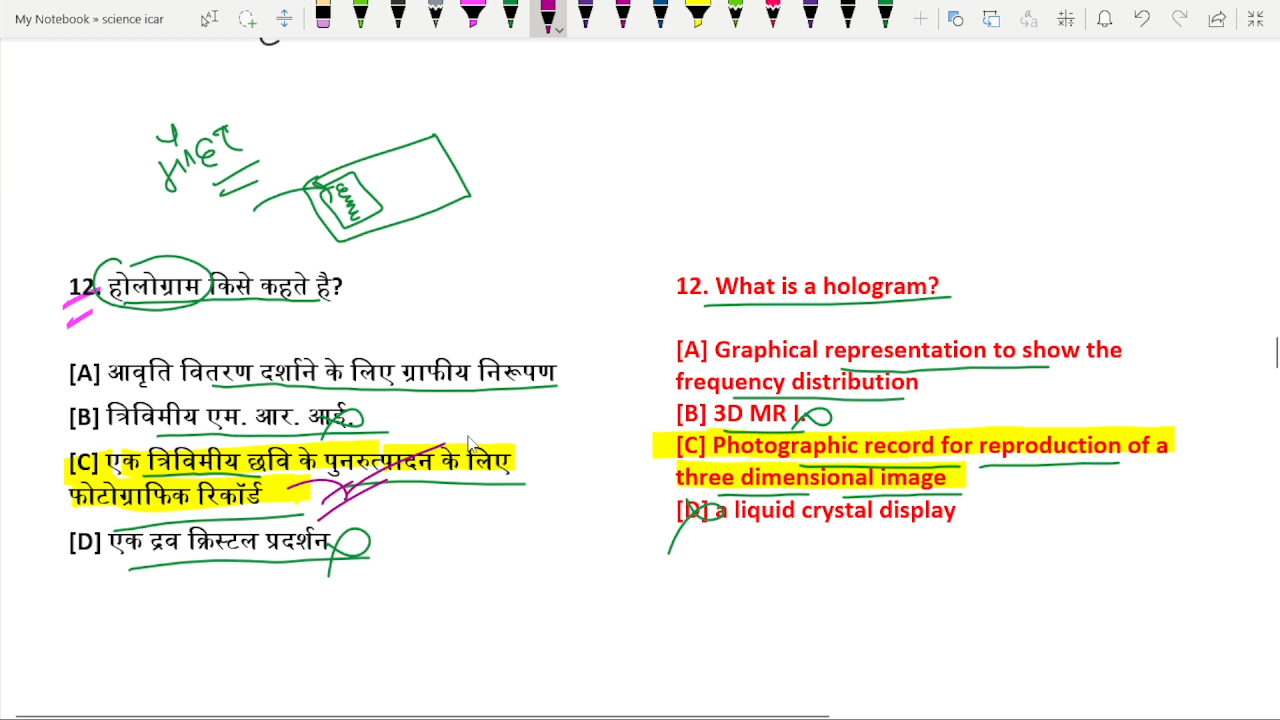 My Notebook » science icar
12. होलोग्राम किसे कहते है?
[A] आवृति वितरण दर्शाने के लिए ग्राफीय निरूपण
[B] त्रिविमीय एम. आर. आई.
[C] एक त्रिविमीय छवि के पुनरुत्पादन के लिए
फोटोग्राफिक रिकॉर्ड
[D] एक द्रव क्रिस्टल प्रदर्शन
12. What is a hologram?
[A] Graphical representation to show the
frequency distribution
[B] 3D MR I.
[C] Photographic record for reproduction of a
three dimensional image
[D] a liquid crystal display